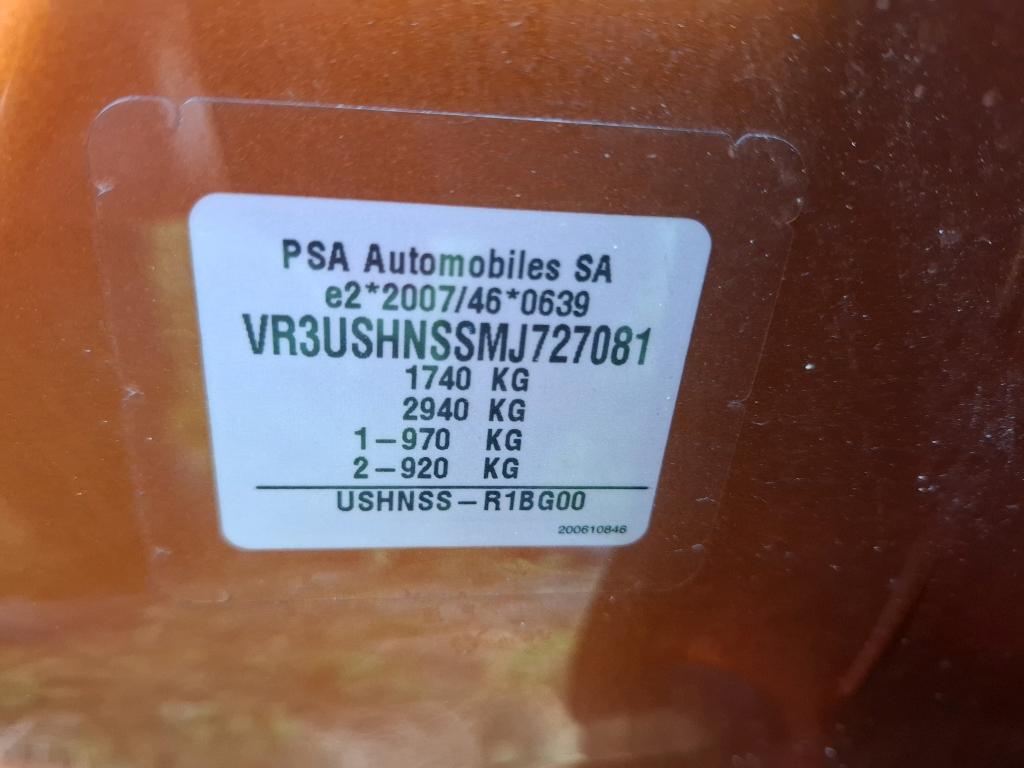 PSA Automobiles SA
e2*2007/46*0639
VR3USHNSSMJ727081
1740 KG
2940 KG
1-970 KG
2-920 KG
USHNSS-R1BG00
200610846